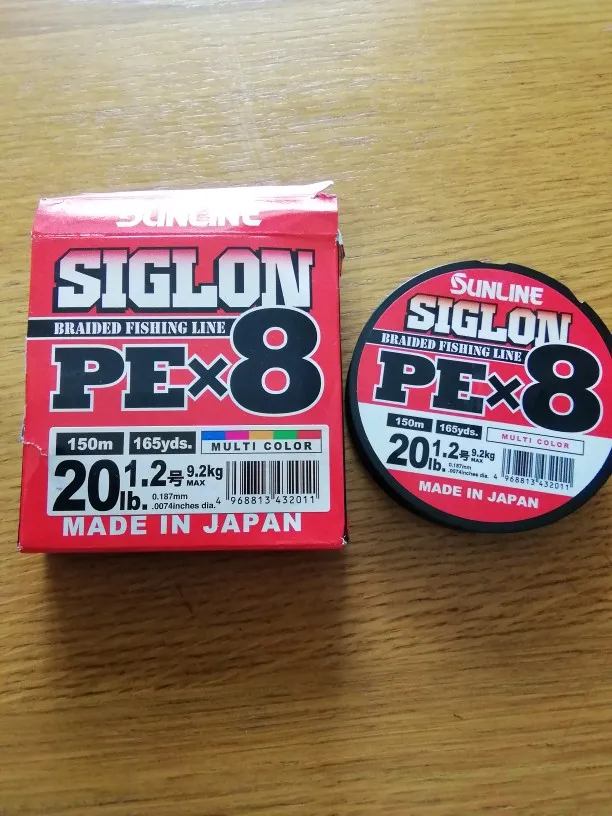 SUNLINE
SIGLON
BRAIDED FISHING LINE
PE×8
150m 165yds. MULTI COLOR
20lb. 1.2号 9.2kg MAX
0.187mm
.0074inches dia.
4 968813 432011
MADE IN JAPAN
SUNLINE
SIGLON
BRAIDED FISHING LINE
PE×8
150m 165yds. MULTI COLOR
20lb. 1.2号 9.2kg MAX
0.187mm
.0074inches dia.
4 968813 432011
MADE IN JAPAN